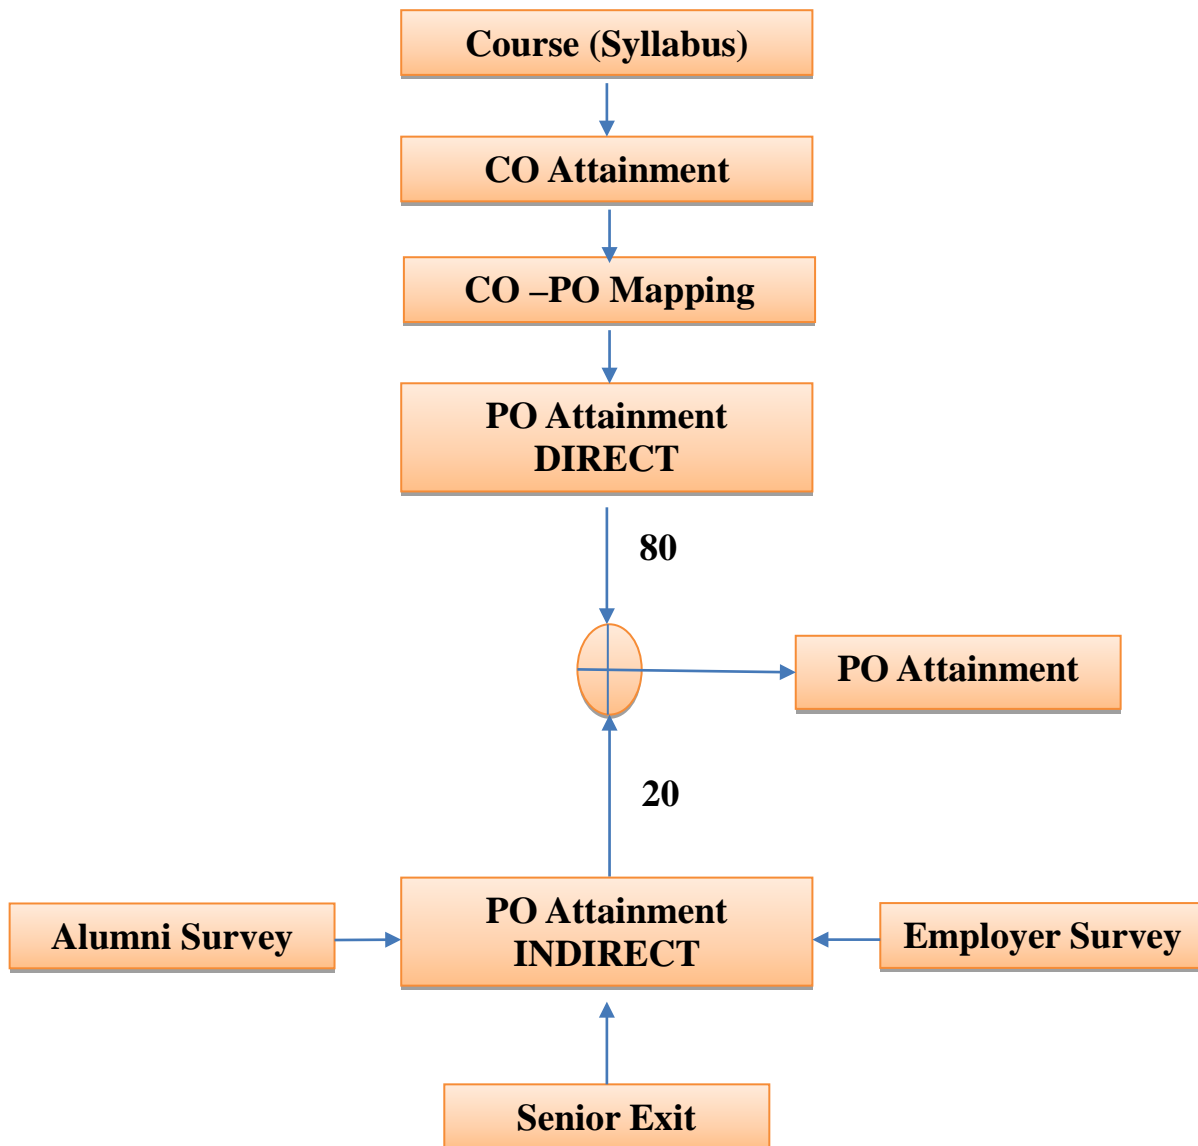 Course (Syllabus)
CO Attainment
CO –PO Mapping
PO Attainment
DIRECT
80
PO Attainment
20
PO Attainment
INDIRECT
Alumni Survey
Employer Survey
Senior Exit